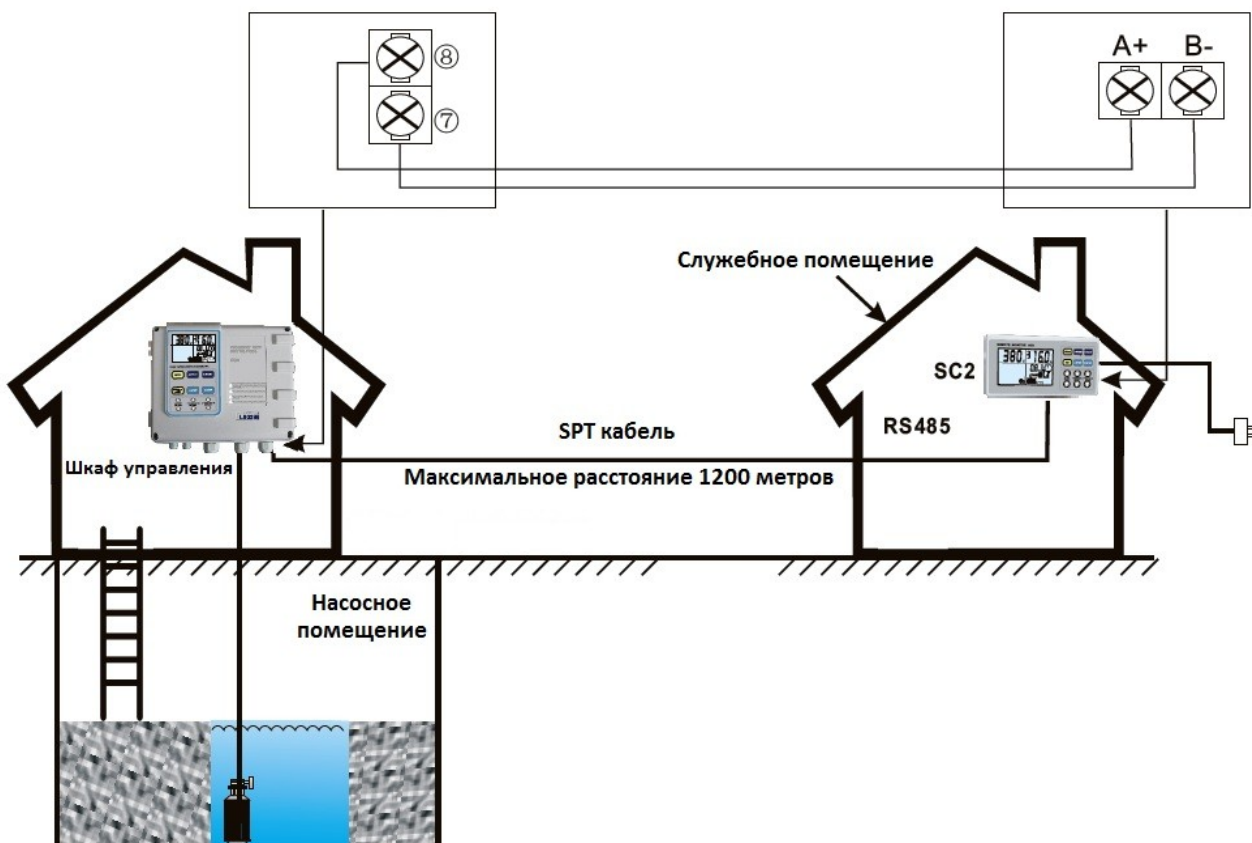 ⑧
⑦
A+ B-
Служебное помещение
SC2
RS485
Шкаф управления
SPT кабель
Максимальное расстояние 1200 метров
Насосное
помещение